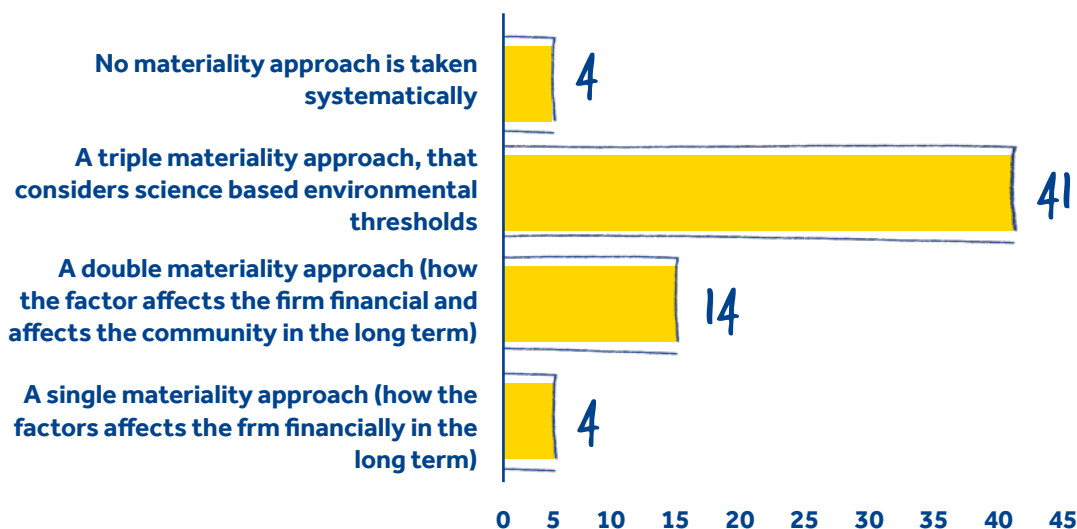 No materiality approach is taken
systematically
4
A triple materiality approach, that
considers science based environmental
thresholds
41
A double materiality approach (how
the factor affects the firm financial and
affects the community in the long term)
14
A single materiality approach (how the
factors affects the frm financially in the
long term)
4
0 5 10 15 20 25 30 35 40 45